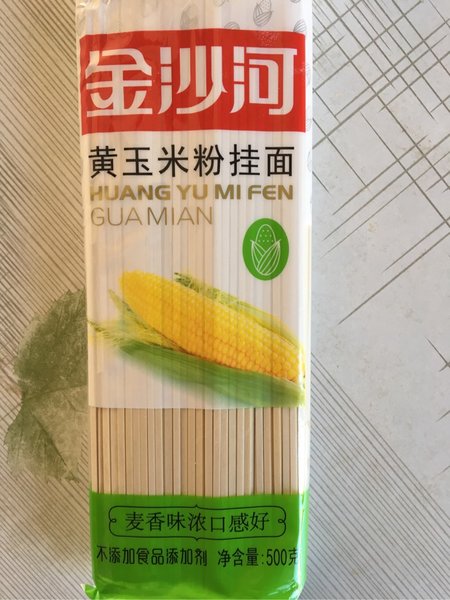 金沙河
黄玉米粉挂面
HUANG YU MI FEN
GUA MIAN
麦香味浓口感好
不添加食品添加剂 净含量:500克